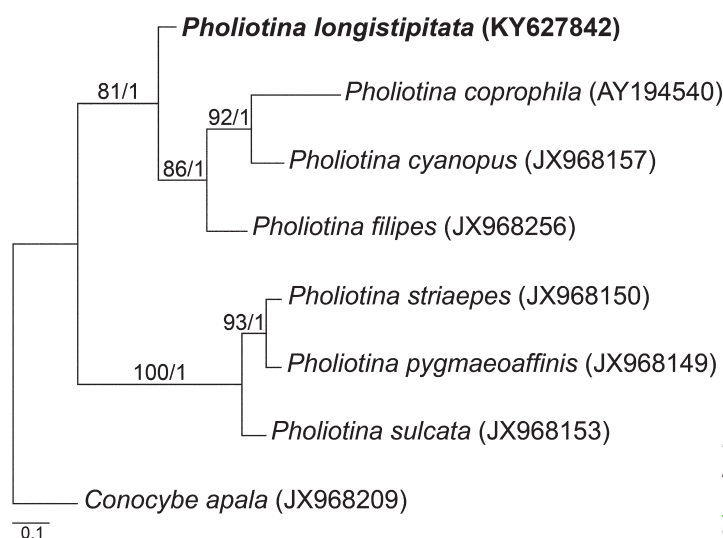 Pholiotina longistipitata (KY627842)
81/1
Pholiotina coprophila (AY194540)
92/1
Pholiotina cyanopus (JX968157)
86/1
Pholiotina filipes (JX968256)
Pholiotina striaepes (JX968150)
93/1
Pholiotina pygmaeoaffinis (JX968149)
100/1
Pholiotina sulcata (JX968153)
Conocybe apala (JX968209)
0.1